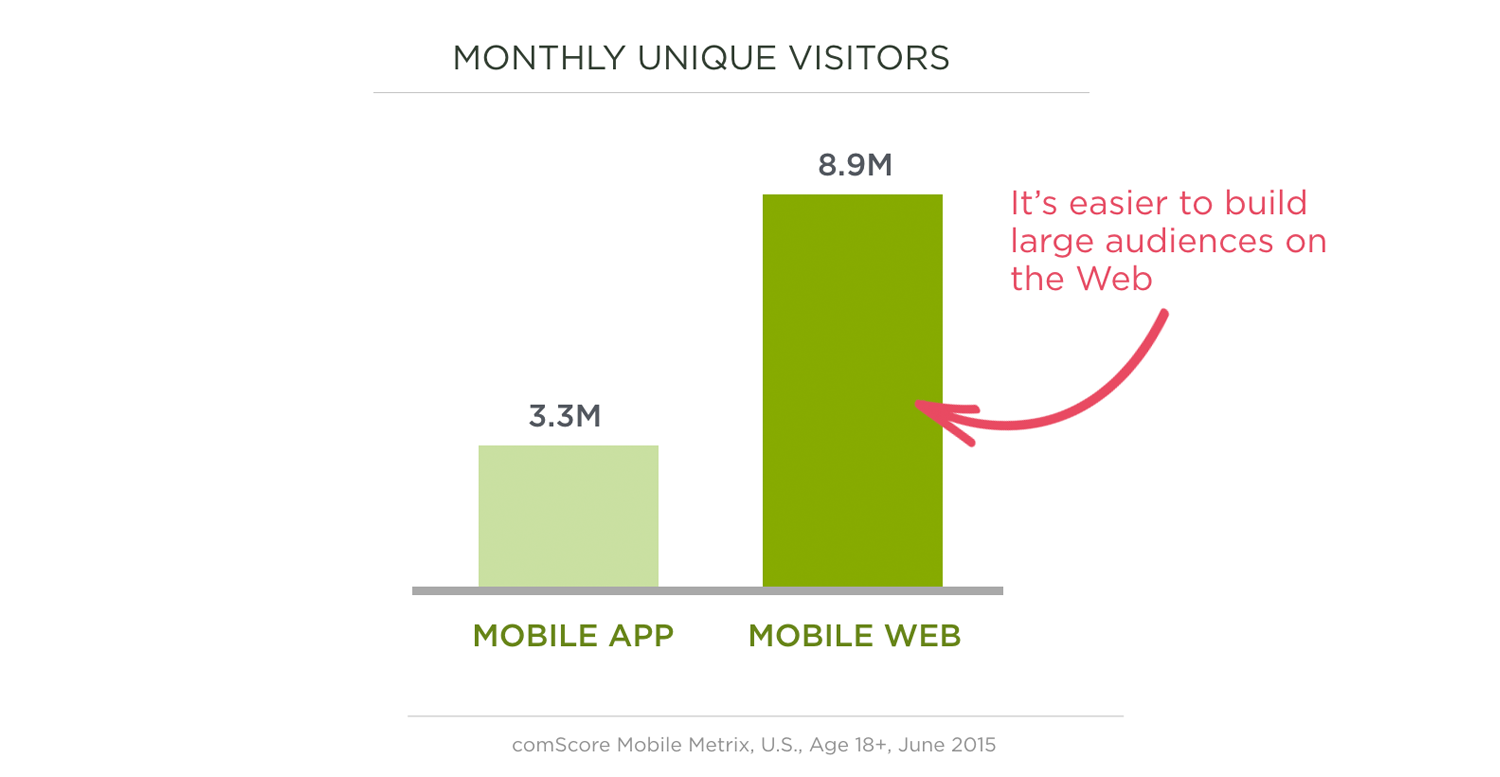 MONTHLY UNIQUE VISITORS
8.9M
It’s easier to build
large audiences on
the Web
3.3M
MOBILE APP
MOBILE WEB
comScore Mobile Metrix, U.S., Age 18+, June 2015